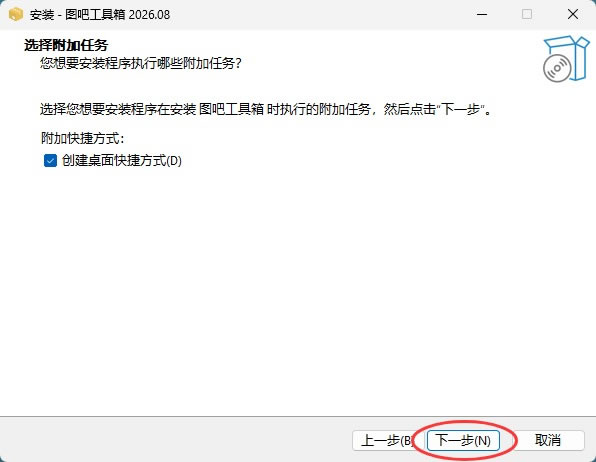 安装 - 图吧工具箱 2026.08
选择附加任务
您想要安装程序执行哪些附加任务？
选择您想要安装程序在安装 图吧工具箱 时执行的附加任务，然后点击“下一步”。
附加快捷方式：
创建桌面快捷方式(D)
上一步(B 下一步(N) 取消